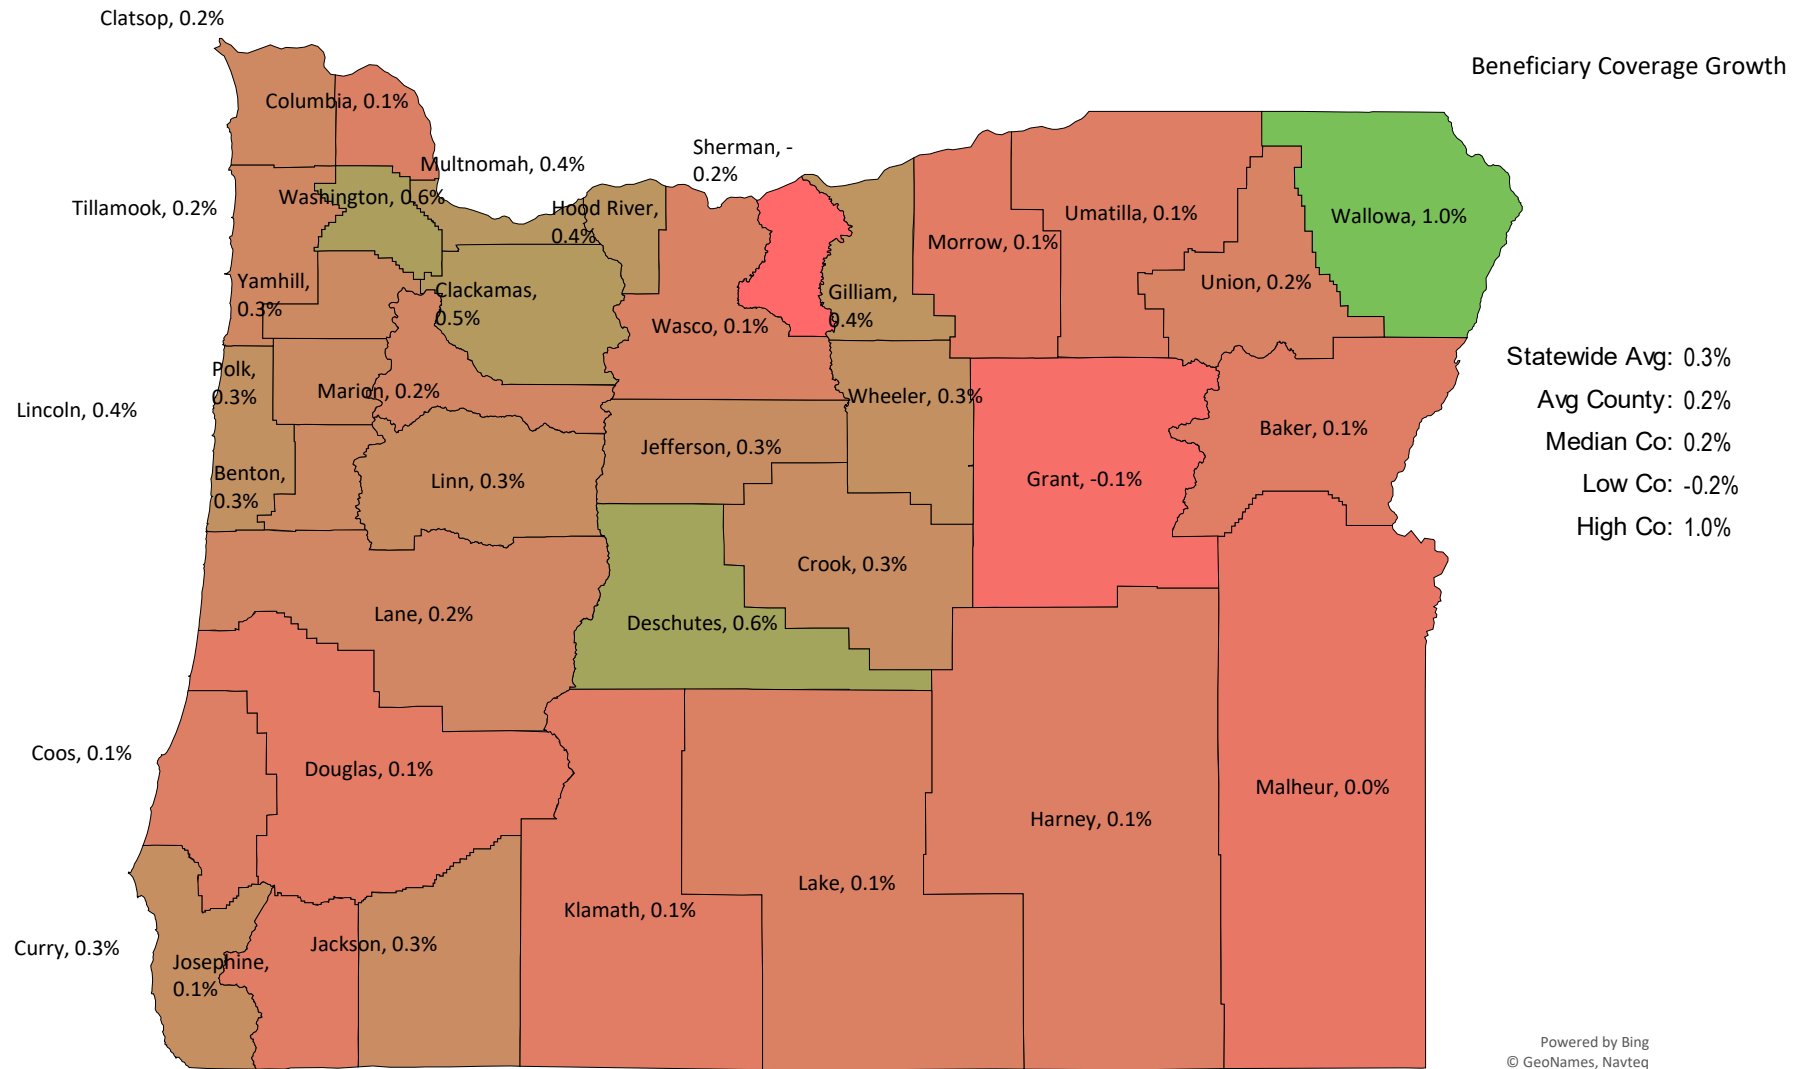 Clatsop, 0.2%
Beneficiary Coverage Growth
Columbia, 0.1%
Sherman, -
0.2%
Multnomah, 0.4%
Washington, 0.6%
Tillamook, 0.2%
Hood River,
0.4%
Umatilla, 0.1%
Wallowa, 1.0%
Morrow, 0.1%
Yamhill,
0.3%
Clackamas,
0.5%
Gilliam,
0.4%
Union, 0.2%
Wasco, 0.1%
Statewide Avg: 0.3%
Polk,
0.3%
Marion, 0.2%
Wheeler, 0.3%
Avg County: 0.2%
Lincoln, 0.4%
Baker, 0.1%
Median Co: 0.2%
Jefferson, 0.3%
Benton,
0.3%
Linn, 0.3%
Grant, -0.1%
Low Co: -0.2%
High Co: 1.0%
Crook, 0.3%
Lane, 0.2%
Deschutes, 0.6%
Coos, 0.1%
Douglas, 0.1%
Malheur, 0.0%
Harney, 0.1%
Lake, 0.1%
Klamath, 0.1%
Curry, 0.3%
Jackson, 0.3%
Josephine,
0.1%
Powered by Bing
© GeoNames, Navteq